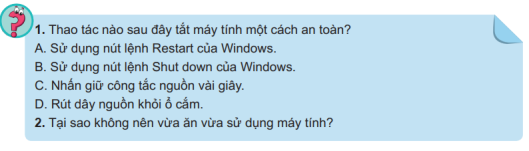 1. Thao tác nào sau đây tắt máy tính một cách an toàn?
A. Sử dụng nút lệnh Restart của Windows.
B. Sử dụng nút lệnh Shut down của Windows.
C. Nhấn giữ công tắc nguồn vài giây.
D. Rút dây nguồn khỏi ổ cắm.
2. Tại sao không nên vừa ăn vừa sử dụng máy tính?